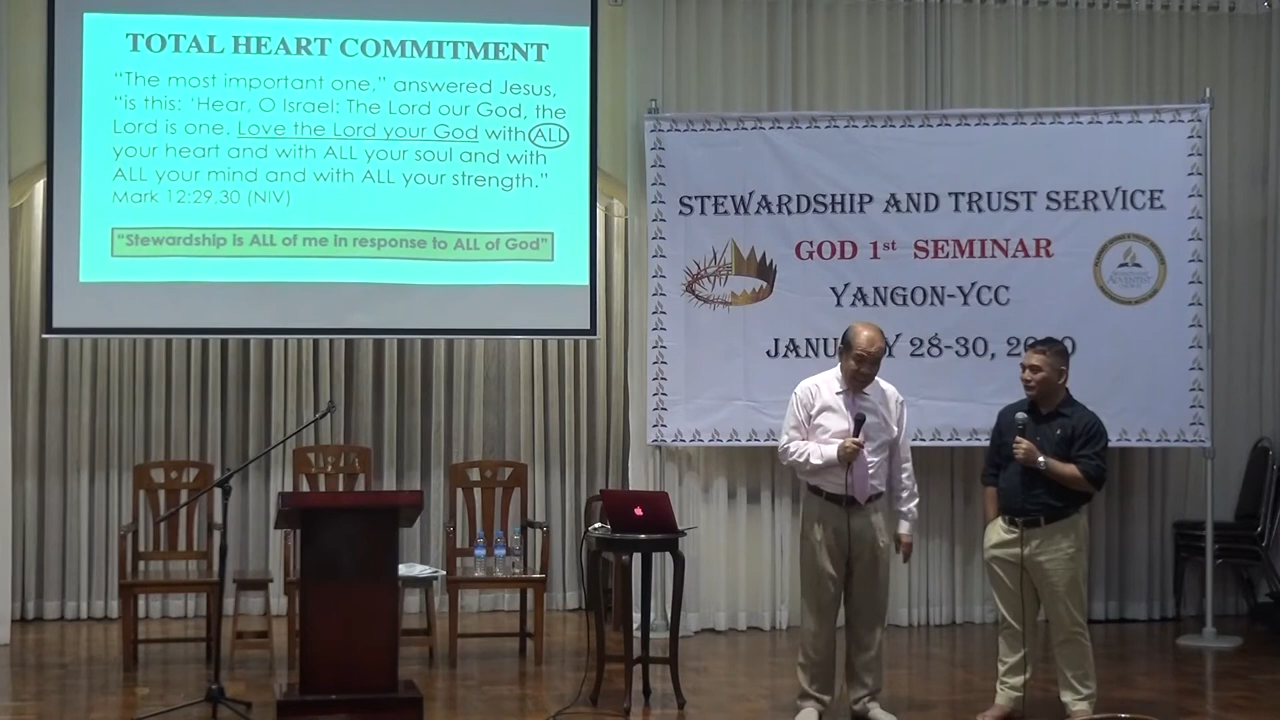 TOTAL HEART COMMITMENT
“The most important one,” answered Jesus,
“is this: ‘Hear, O Israel: The Lord our God, the
Lord is one. Love the Lord your God with ALL
your heart and with ALL your soul and with
ALL your mind and with ALL your strength.”
Mark 12:29,30 (NIV)
“Stewardship is ALL of me in response to ALL of God”
STEWARDSHIP AND TRUST SERVICE
GOD 1st SEMINAR
YANGON-YCC
JANU Y 28-30, 20 0
ADVENTIST